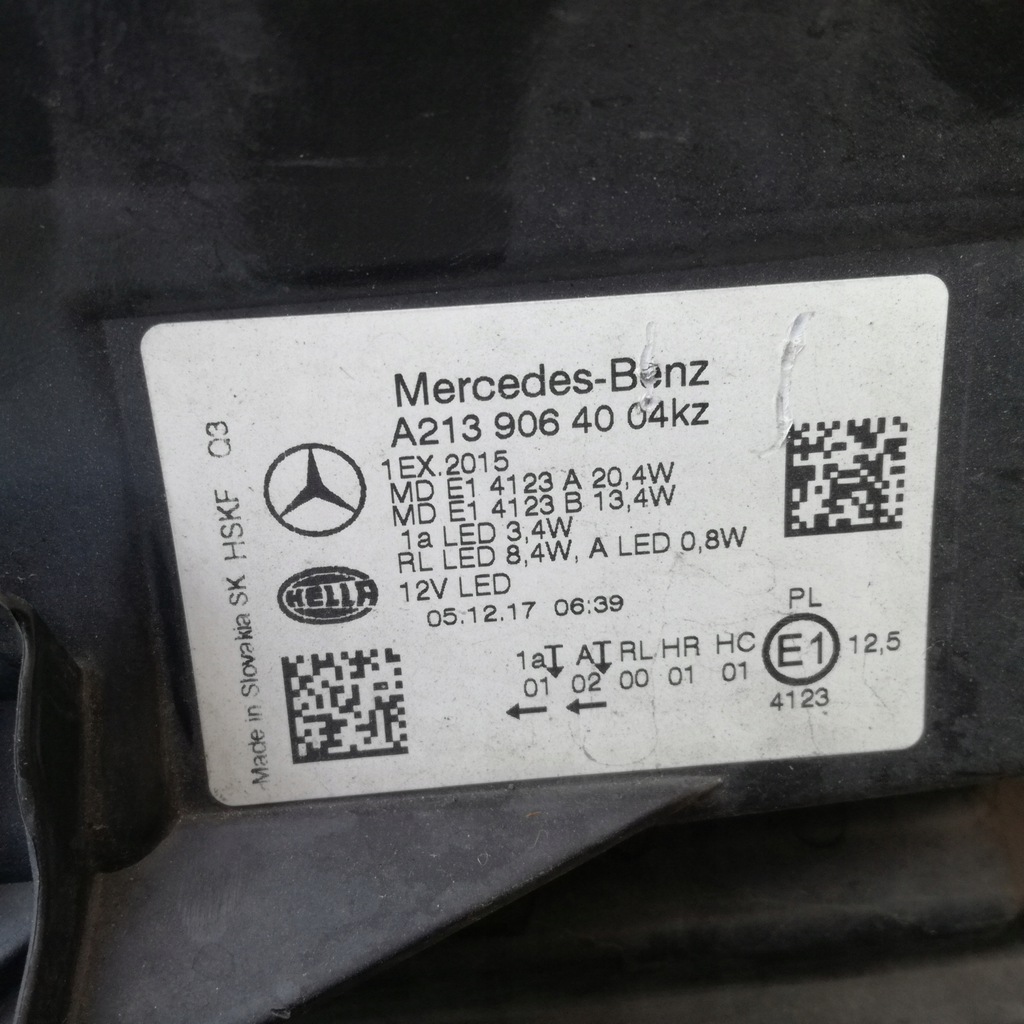 Mercedes-Benz
A213 906 40 04kz
1EX.2015
MD E1 4123 A 20,4W
MD E1 4123 B 13,4W
1a LED 3,4W
RL LED 8,4W, A LED 0,8W
12V LED
05.12.17 06:39
HELLA
Made in Slovakia SK HSKF Q3
1aT AT RL HR HC
01 02 00 01 01
PL
E1 12,5
4123